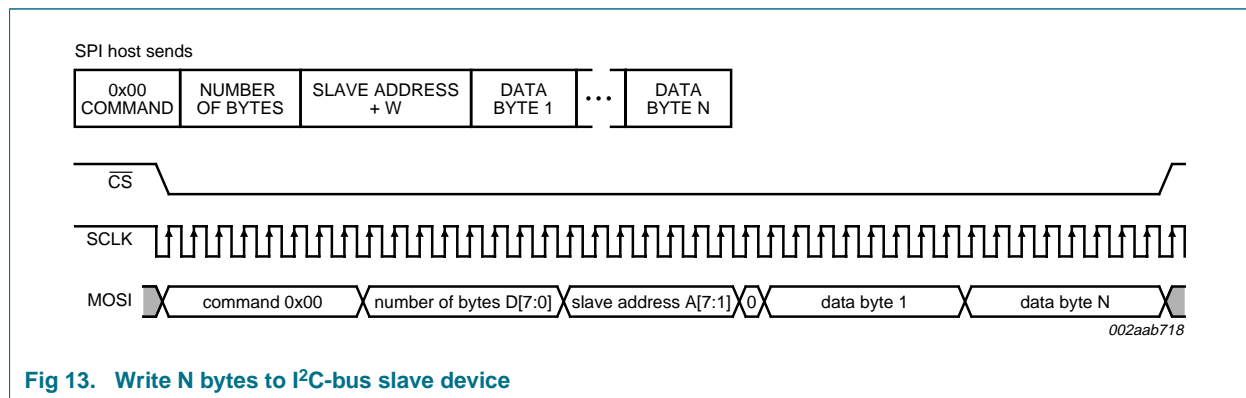 SPI host sends
0x00 COMMAND
NUMBER OF BYTES
SLAVE ADDRESS + W
DATA BYTE 1
...
DATA BYTE N
CS
SCLK
MOSI
command 0x00
number of bytes D[7:0]
slave address A[7:1]
0
data byte 1
data byte N
002aab718
Fig 13. Write N bytes to I²C-bus slave device